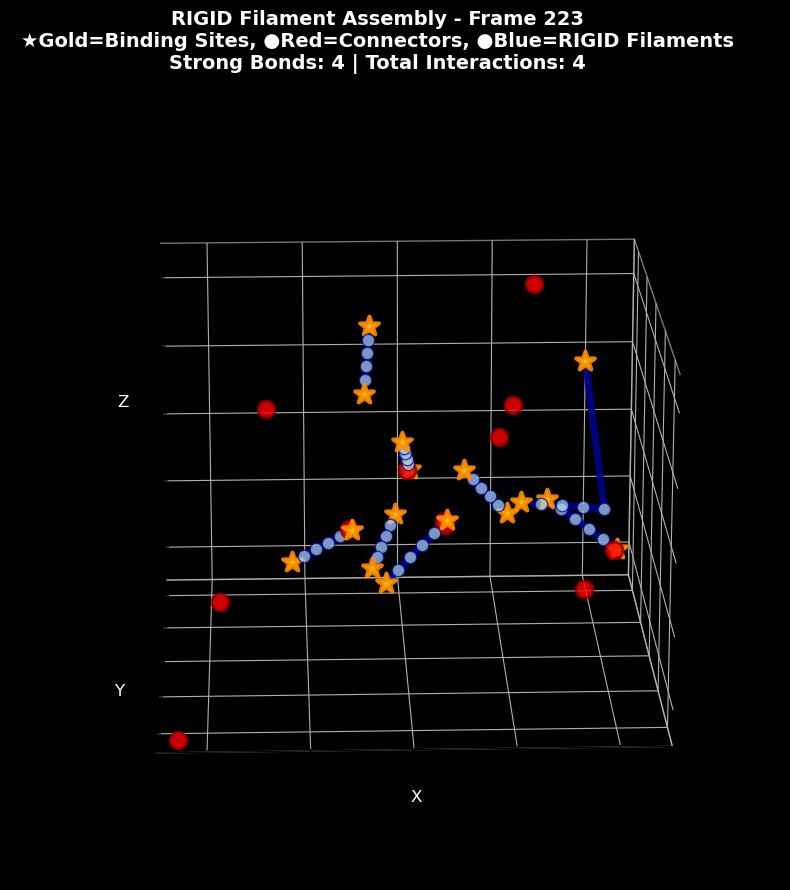 RIGID Filament Assembly - Frame 223
★Gold=Binding Sites, ●Red=Connectors, ●Blue=RIGID Filaments
Strong Bonds: 4 | Total Interactions: 4
Z
Y
X